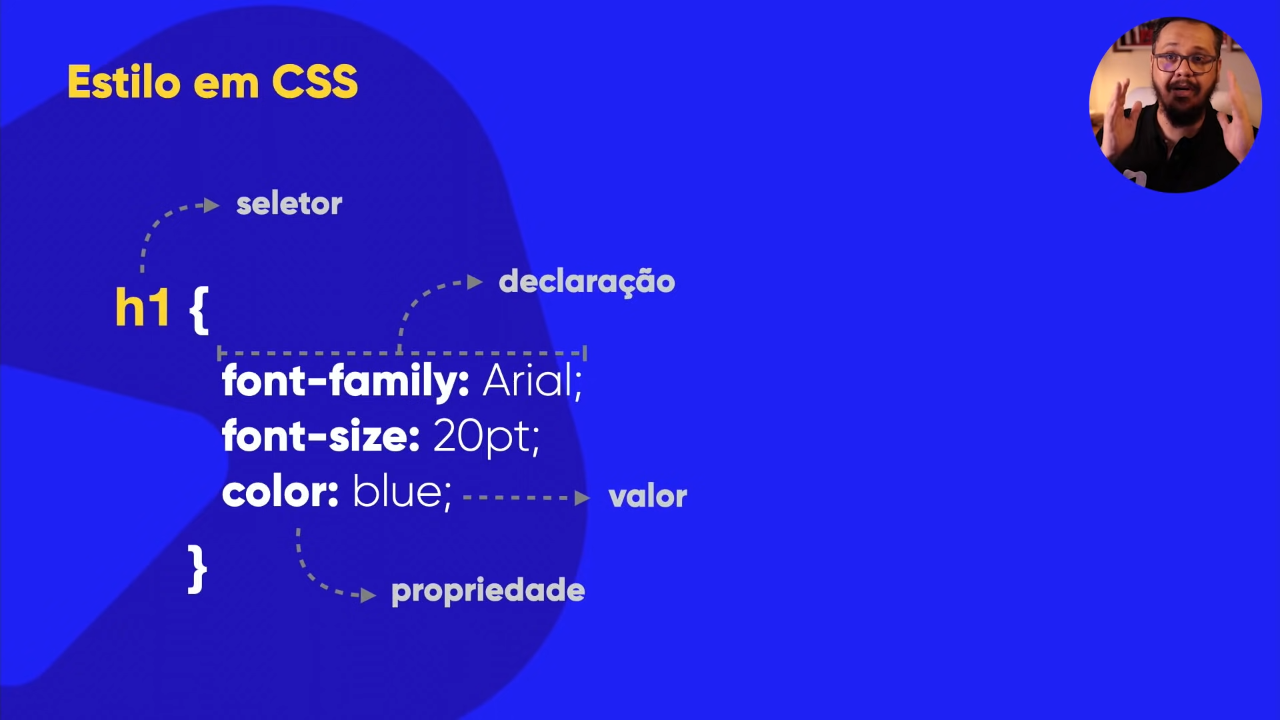 Estilo em CSS
seletor
declaração
h1 {
font-family: Arial;
font-size: 20pt;
color: blue;
valor
}
propriedade